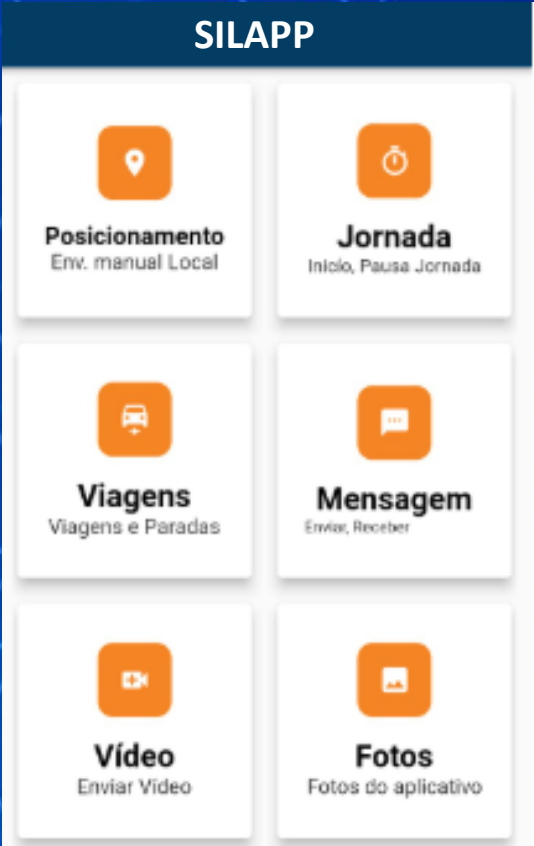 SILAPP
Posicionamento
Env. manual Local
Jornada
Inicio, Pausa Jornada
Viagens
Viagens e Paradas
Mensagem
Enviar, Receber
Vídeo
Enviar Vídeo
Fotos
Fotos do aplicativo